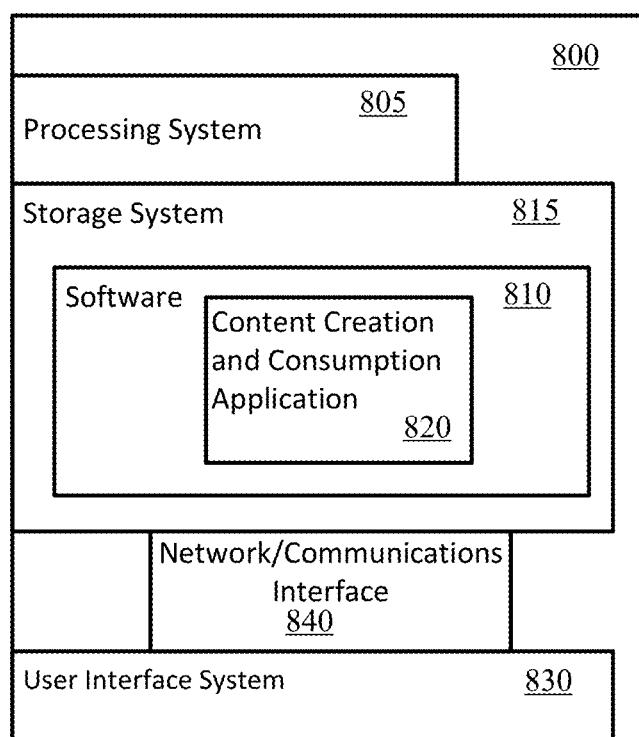 800
805
Processing System
Storage System 815
Software 810
Content Creation
and Consumption
Application
820
Network/Communications
Interface
840
User Interface System 830